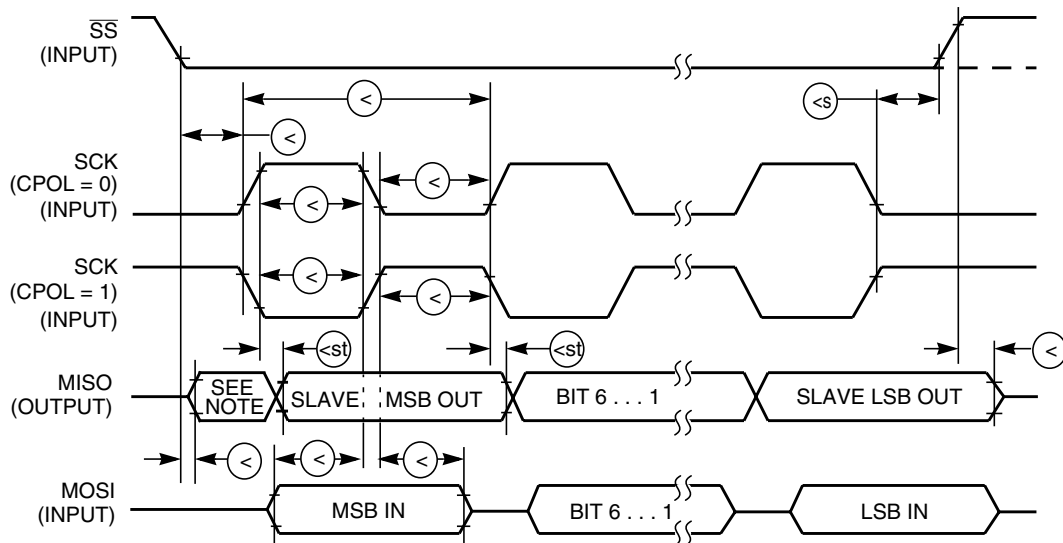 SS
(INPUT)
<
<s
<
SCK
(CPOL = 0)
(INPUT)
<
<
SCK
(CPOL = 1)
(INPUT)
<
<
<st
<st
<
MISO
(OUTPUT)
SEE
NOTE
SLAVE
MSB OUT
BIT 6 . . . 1
SLAVE LSB OUT
<
<
<
MOSI
(INPUT)
MSB IN
BIT 6 . . . 1
LSB IN